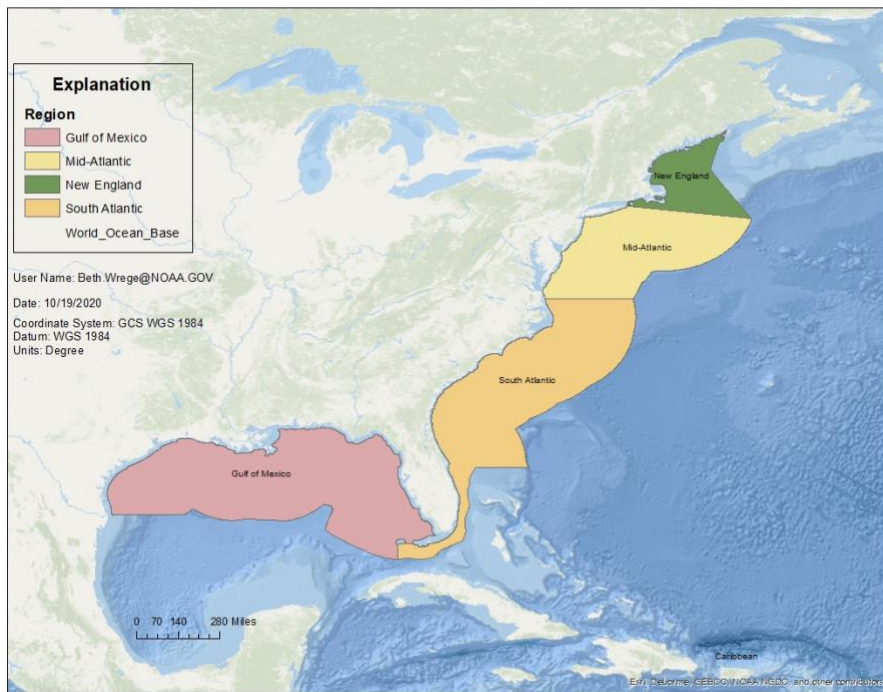 Explanation
Region
Gulf of Mexico
Mid-Atlantic
New England
South Atlantic
World_Ocean_Base
User Name: Beth.Wrege@NOAA.GOV
Date: 10/19/2020
Coordinate System: GCS WGS 1984
Datum: WGS 1984
Units: Degree
New England
Mid-Atlantic
South Atlantic
Gulf of Mexico
0 70 140 280 Miles
Caribbean
Esri, DeLorme, GEBCO, NOAA NGDC, and other contributors